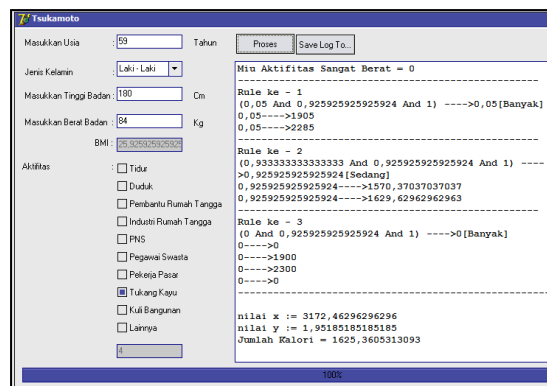 Tsukamoto
Masukkan Usia : 59 Tahun
Jenis Kelamin : Laki - Laki
Masukkan Tinggi Badan : 180 Cm
Masukkan Berat Badan : 84 Kg
BMI : 25,925925925925
Aktifitas : Tidur
Duduk
Pembantu Rumah Tangga
Industri Rumah Tangga
PNS
Pegawai Swasta
Pekerja Pasar
Tukang Kayu
Kuli Bangunan
Lainnya
4
Proses Save Log To...
Miu Aktifitas Sangat Berat = 0
------------------------------------------------
Rule ke - 1
(0,05 And 0,925925925925924 And 1) ---->0,05[Banyak]
0,05---->1905
0,05---->2285
------------------------------------------------
Rule ke - 2
(0,933333333333333 And 0,925925925925924 And 1) ----
>0,925925925925924[Sedang]
0,925925925925924---->1570,37037037037
0,925925925925924---->1629,62962962963
------------------------------------------------
Rule ke - 3
(0 And 0,925925925925924 And 1) ---->0[Banyak]
0---->0
0---->1900
0---->2300
0---->0
------------------------------------------------
nilai x := 3172,46296296296
nilai y := 1,95185185185185
Jumlah Kalori = 1625,3605313093
100%